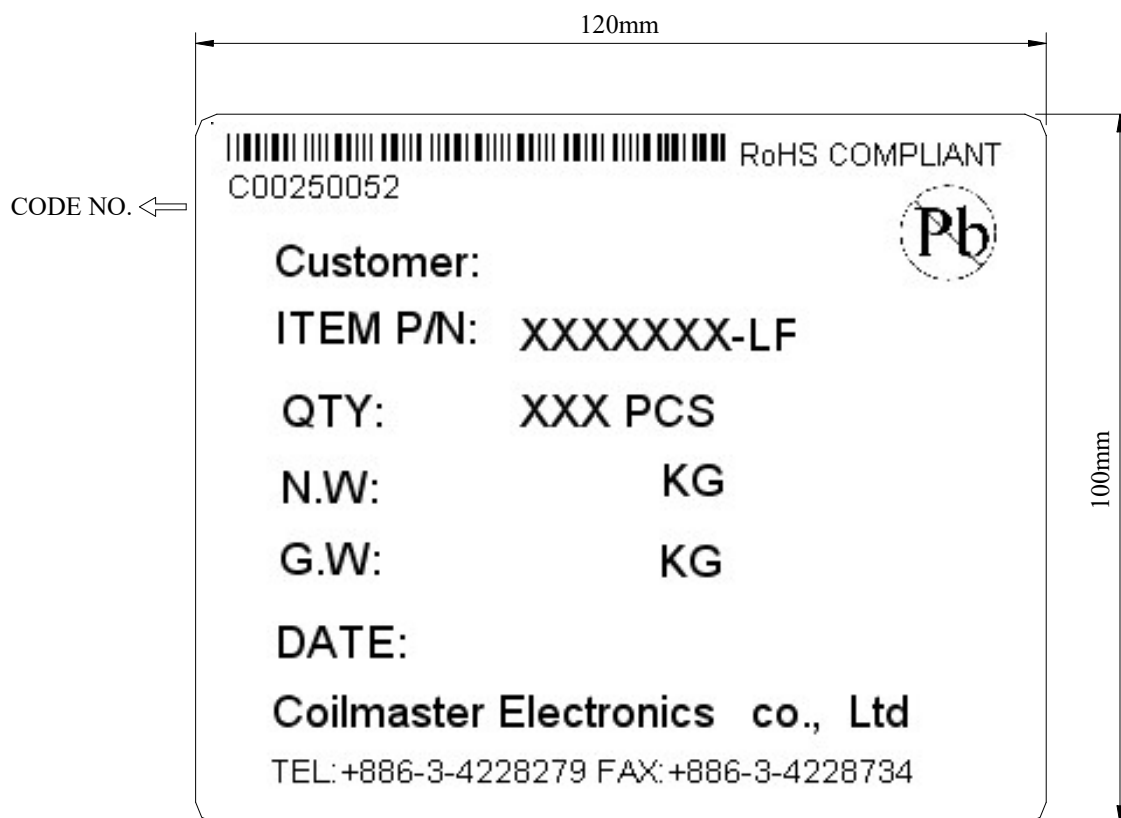 120mm
RoHS COMPLIANT
C00250052
CODE NO.
Pb
Customer:
ITEM P/N: XXXXXXX-LF
QTY: XXX PCS
N.W: KG
G.W: KG
100mm
DATE:
Coilmaster Electronics co., Ltd
TEL:+886-3-4228279 FAX:+886-3-4228734